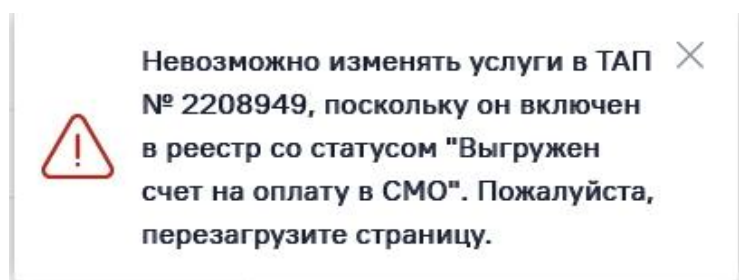 Невозможно изменять услуги в ТАП
№ 2208949, поскольку он включен
в реестр со статусом "Выгружен
счет на оплату в СМО". Пожалуйста,
перезагрузите страницу.